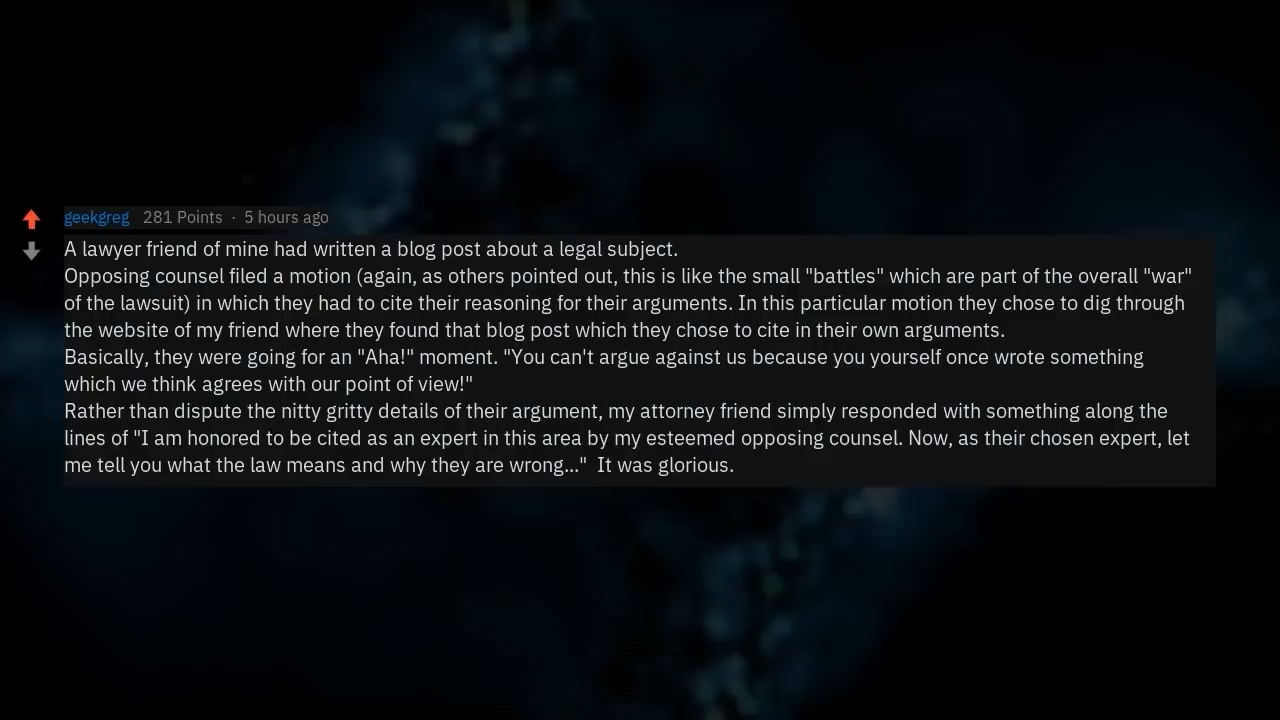 geekgreg 281 Points · 5 hours ago
A lawyer friend of mine had written a blog post about a legal subject.
Opposing counsel filed a motion (again, as others pointed out, this is like the small "battles" which are part of the overall "war"
of the lawsuit) in which they had to cite their reasoning for their arguments. In this particular motion they chose to dig through
the website of my friend where they found that blog post which they chose to cite in their own arguments.
Basically, they were going for an "Aha!" moment. "You can't argue against us because you yourself once wrote something
which we think agrees with our point of view!"
Rather than dispute the nitty gritty details of their argument, my attorney friend simply responded with something along the
lines of "I am honored to be cited as an expert in this area by my esteemed opposing counsel. Now, as their chosen expert, let
me tell you what the law means and why they are wrong..."  It was glorious.